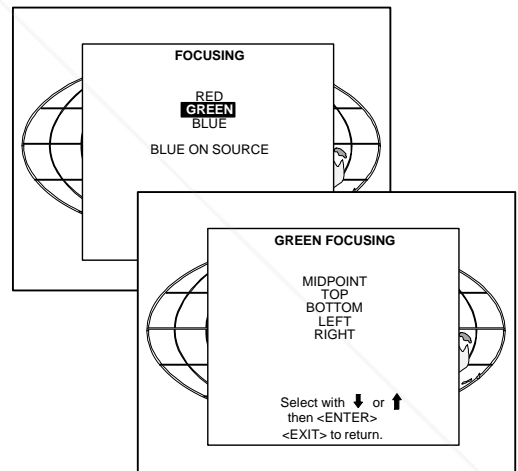 FOCUSING
RED
GREEN
BLUE
BLUE ON SOURCE
GREEN FOCUSING
MIDPOINT
TOP
BOTTOM
LEFT
RIGHT
Select with ⬇ or ⬆
then <ENTER>
<EXIT> to return.